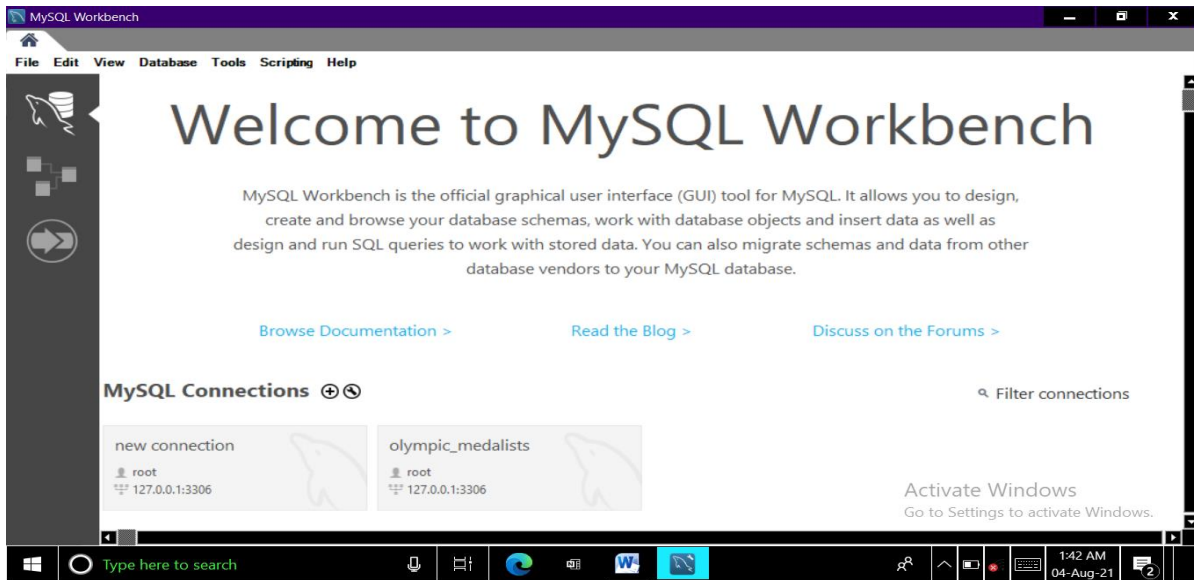 MySQL Workbench
File Edit View Database Tools Scripting Help
Welcome to MySQL Workbench
MySQL Workbench is the official graphical user interface (GUI) tool for MySQL. It allows you to design,
create and browse your database schemas, work with database objects and insert data as well as
design and run SQL queries to work with stored data. You can also migrate schemas and data from other
database vendors to your MySQL database.
Browse Documentation > Read the Blog > Discuss on the Forums >
MySQL Connections Filter connections
new connection olympic_medalists
root root
127.0.0.1:3306 127.0.0.1:3306
Activate Windows
Go to Settings to activate Windows.
Type here to search 1:42 AM
04-Aug-21 2